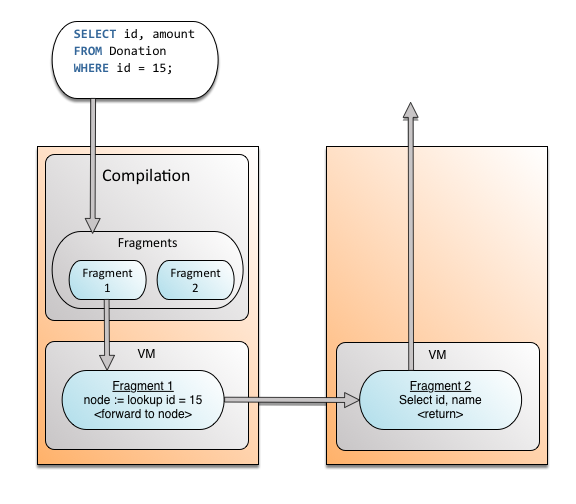 SELECT id, amount
FROM Donation
WHERE id = 15;
Compilation
Fragments
Fragment
1
Fragment
2
VM
Fragment 1
node := lookup id = 15
<forward to node>
VM
Fragment 2
Select id, name
<return>